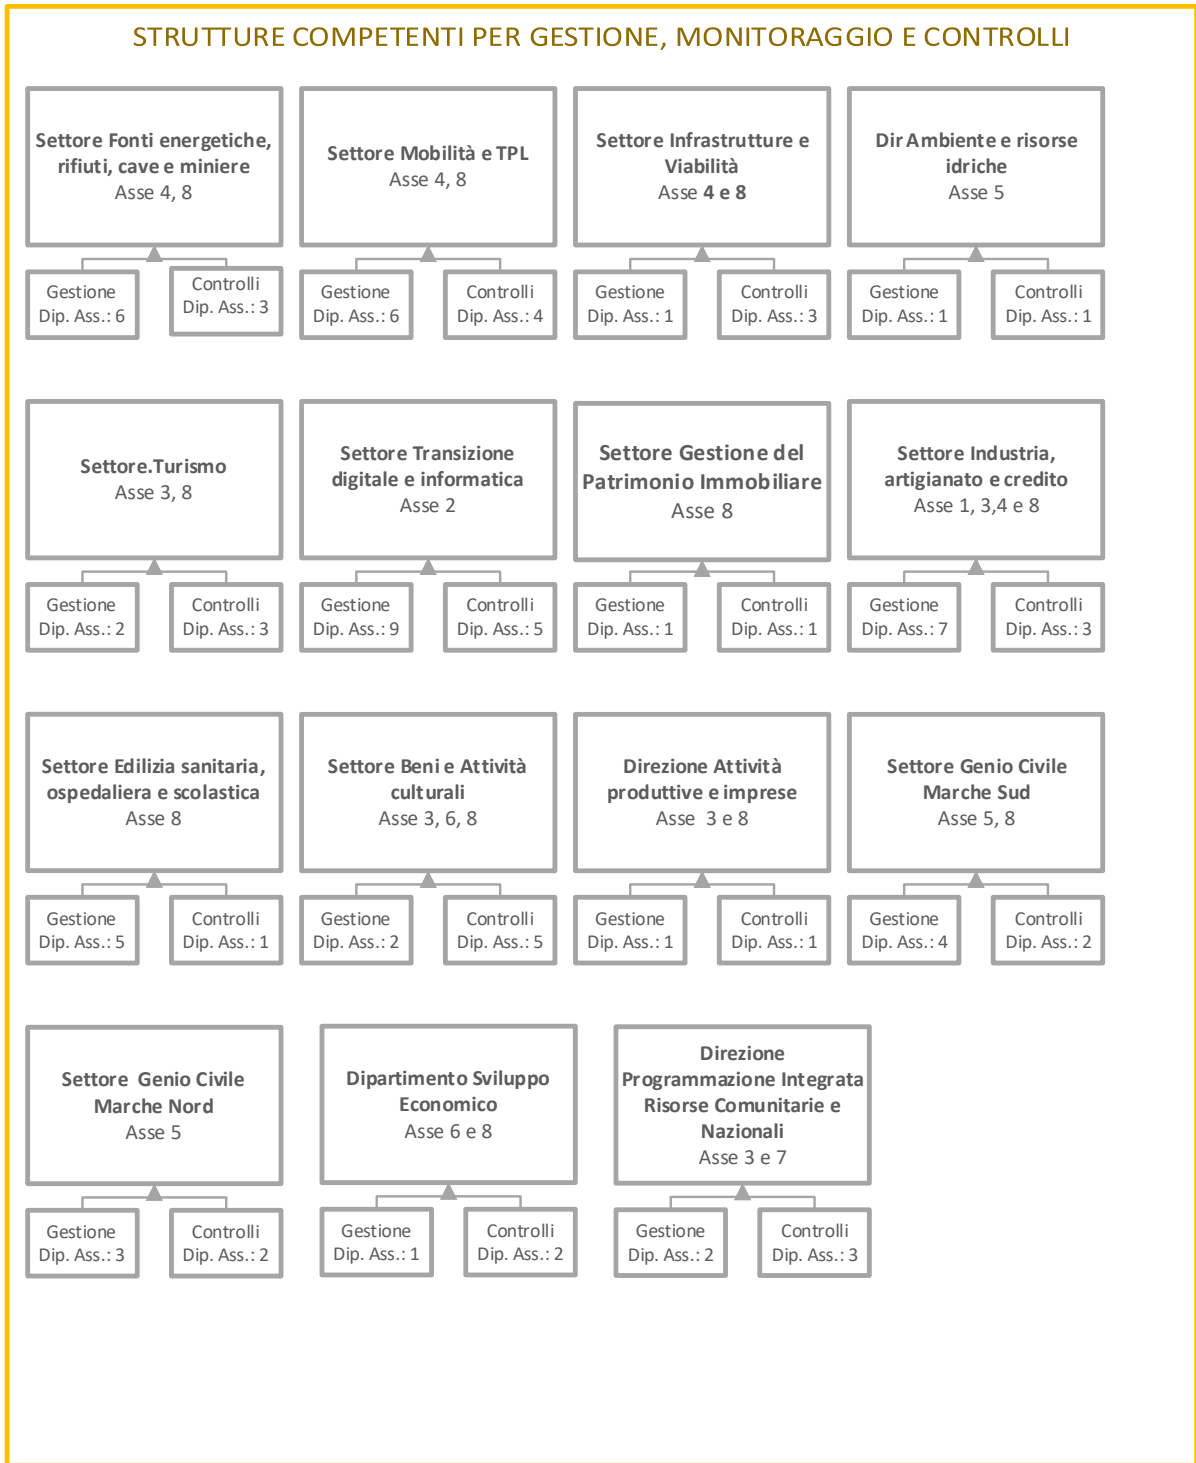 STRUTTURE COMPETENTI PER GESTIONE, MONITORAGGIO E CONTROLLI
Settore Fonti energetiche,
rifiuti, cave e miniere
Asse 4, 8
Gestione
Dip. Ass.: 6
Controlli
Dip. Ass.: 3
Settore Mobilità e TPL
Asse 4, 8
Gestione
Dip. Ass.: 6
Controlli
Dip. Ass.: 4
Settore Infrastrutture e
Viabilità
Asse 4 e 8
Gestione
Dip. Ass.: 1
Controlli
Dip. Ass.: 3
Dir Ambiente e risorse
idriche
Asse 5
Gestione
Dip. Ass.: 1
Controlli
Dip. Ass.: 1
Settore.Turismo
Asse 3, 8
Gestione
Dip. Ass.: 2
Controlli
Dip. Ass.: 3
Settore Transizione
digitale e informatica
Asse 2
Gestione
Dip. Ass.: 9
Controlli
Dip. Ass.: 5
Settore Gestione del
Patrimonio Immobiliare
Asse 8
Gestione
Dip. Ass.: 1
Controlli
Dip. Ass.: 1
Settore Industria,
artigianato e credito
Asse 1, 3,4 e 8
Gestione
Dip. Ass.: 7
Controlli
Dip. Ass.: 3
Settore Edilizia sanitaria,
ospedaliera e scolastica
Asse 8
Gestione
Dip. Ass.: 5
Controlli
Dip. Ass.: 1
Settore Beni e Attività
culturali
Asse 3, 6, 8
Gestione
Dip. Ass.: 2
Controlli
Dip. Ass.: 5
Direzione Attività
produttive e imprese
Asse 3 e 8
Gestione
Dip. Ass.: 1
Controlli
Dip. Ass.: 1
Settore Genio Civile
Marche Sud
Asse 5, 8
Gestione
Dip. Ass.: 4
Controlli
Dip. Ass.: 2
Settore Genio Civile
Marche Nord
Asse 5
Gestione
Dip. Ass.: 3
Controlli
Dip. Ass.: 2
Dipartimento Sviluppo
Economico
Asse 6 e 8
Gestione
Dip. Ass.: 1
Controlli
Dip. Ass.: 2
Direzione
Programmazione Integrata
Risorse Comunitarie e
Nazionali
Asse 3 e 7
Gestione
Dip. Ass.: 2
Controlli
Dip. Ass.: 3